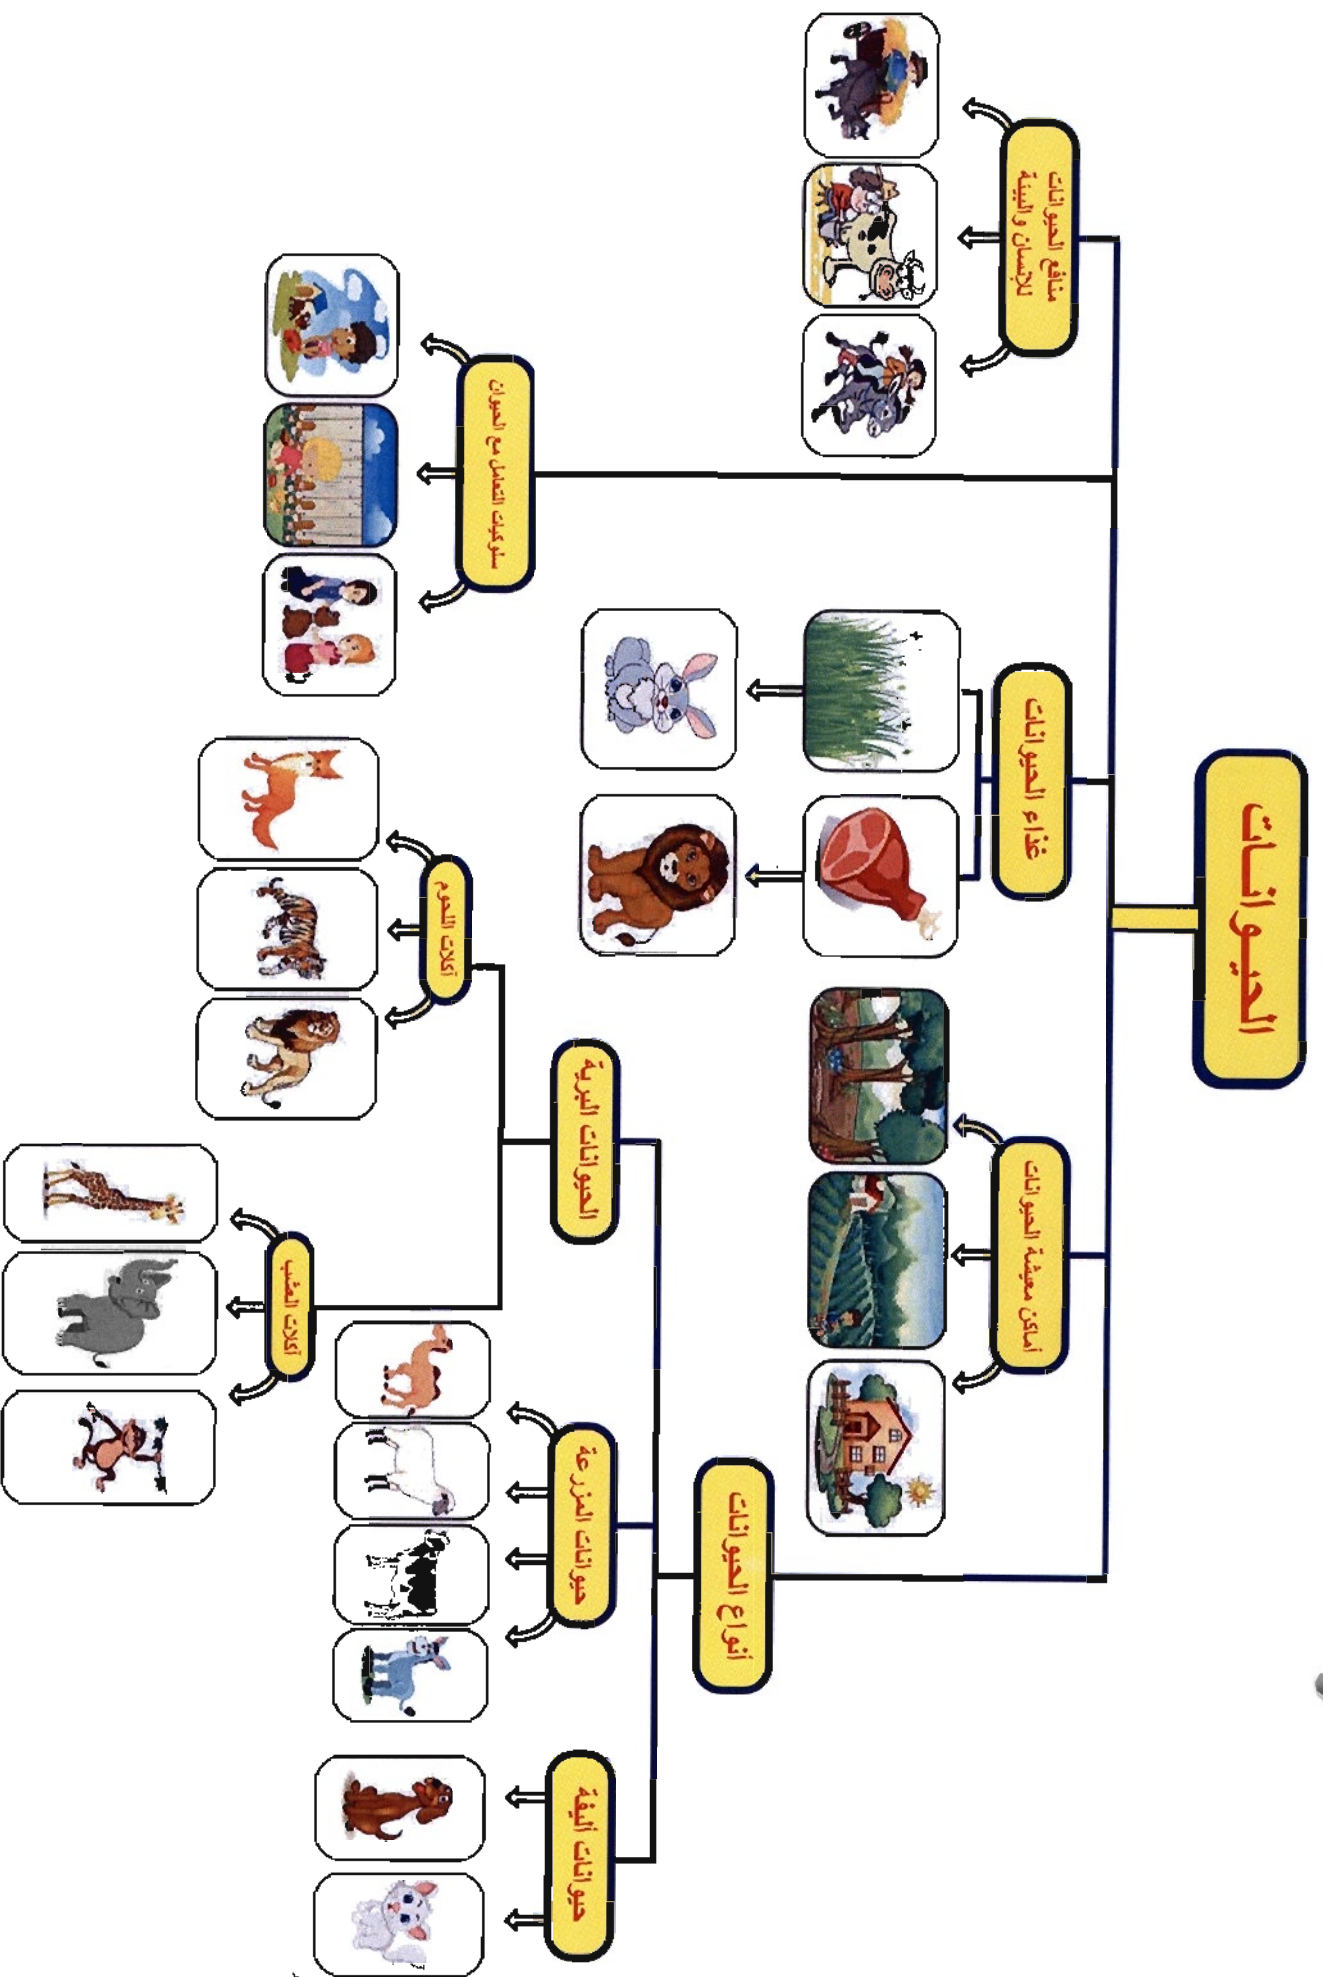 الحيوانات
أنواع الحيوانات
أماكن معيشة الحيوانات
غذاء الحيوانات
سلوكيات التعامل مع الحيوان
منافع الحيوانات
للإنسان والبيئة
حيوانات أليفة
حيوانات المزرعة
الحيوانات البرية
آكلات العشب
آكلات اللحوم